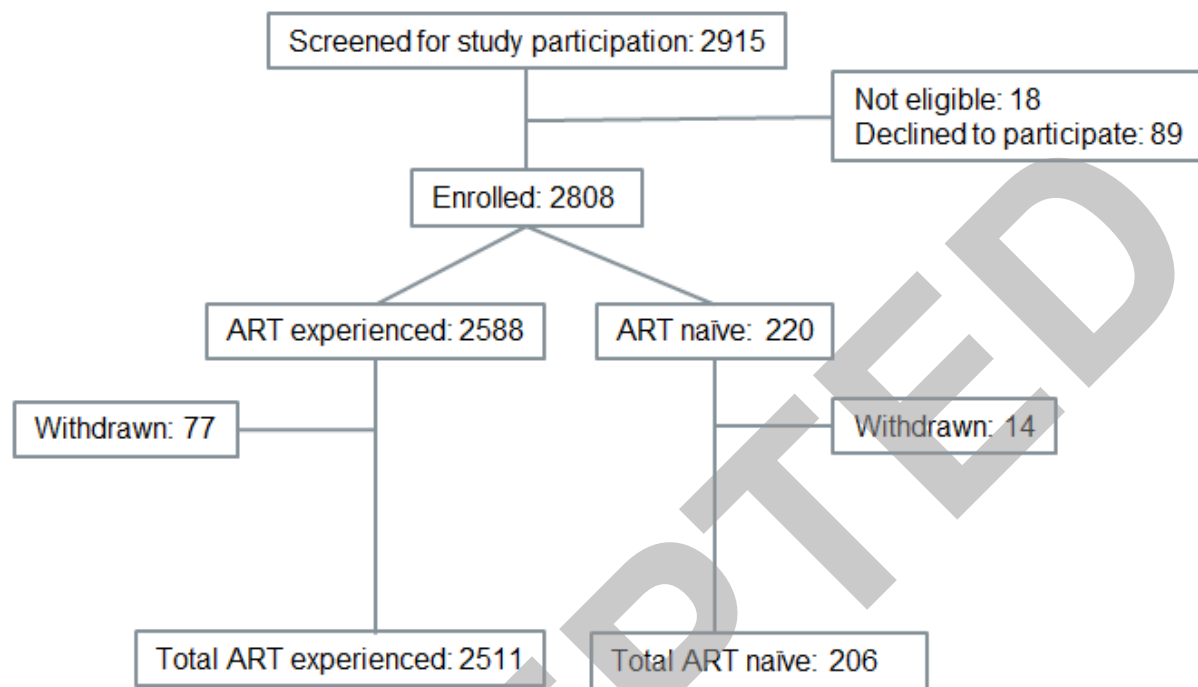 Screened for study participation: 2915
Not eligible: 18
Declined to participate: 89
Enrolled: 2808
ART experienced: 2588
ART naïve: 220
Withdrawn: 77
Withdrawn: 14
Total ART experienced: 2511
Total ART naïve: 206
PTED